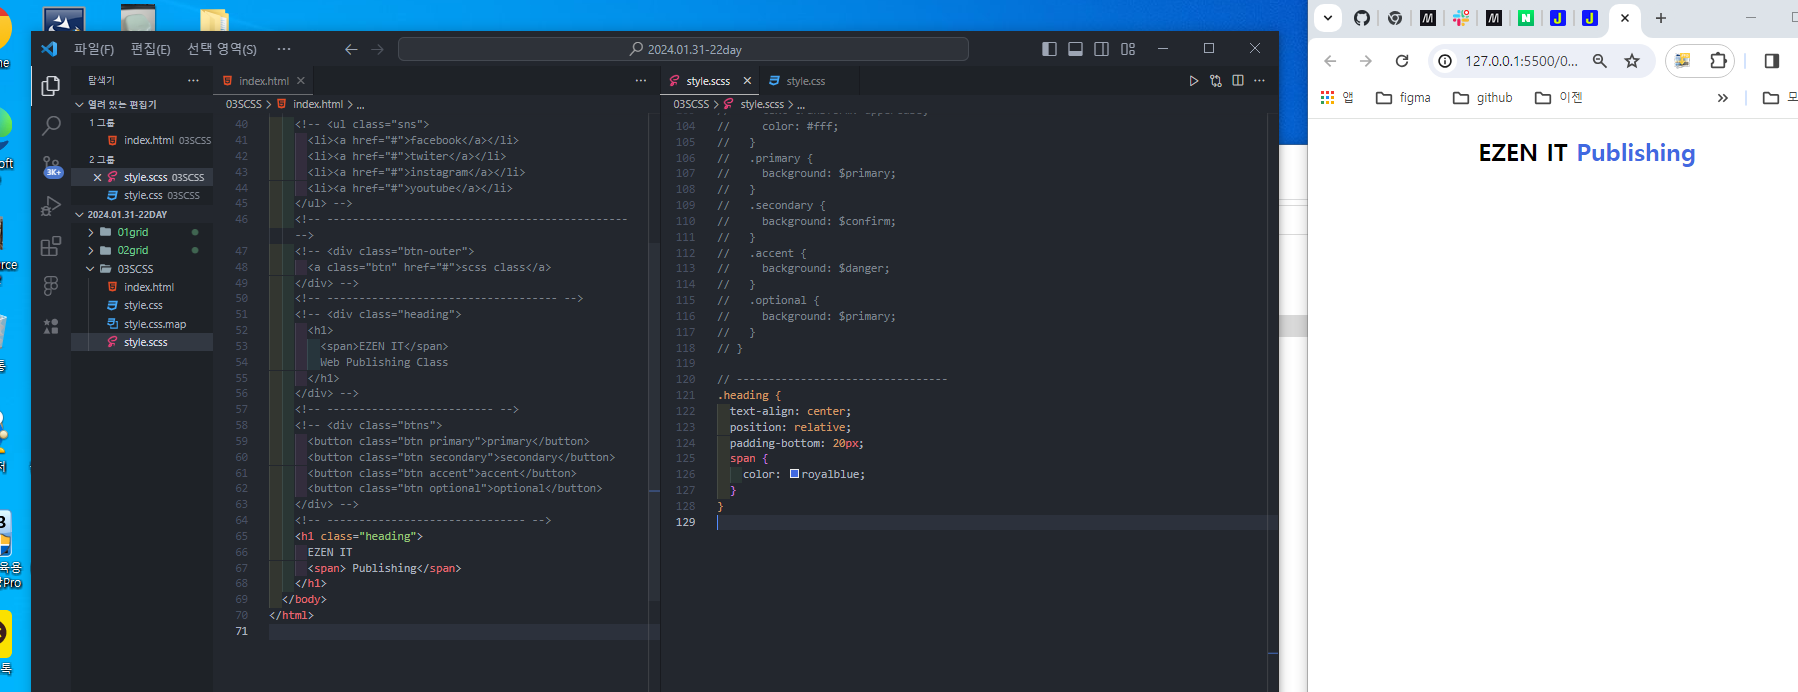 파일(F) 편집(E) 선택 영역(S) ···
2024.01.31-22day
탐색기
열려 있는 편집기
1 그룹
index.html 03SCSS
2 그룹
style.scss 03SCSS
style.css 03SCSS
2024.01.31-22DAY
01grid
02grid
03SCSS
index.html
style.css
style.css.map
style.scss
3K+
index.html
03SCSS > index.html > ...
40 <!-- <ul class="sns">
41 <li><a href="#">facebook</a></li>
42 <li><a href="#">twiter</a></li>
43 <li><a href="#">instagram</a></li>
44 <li><a href="#">youtube</a></li>
45 </ul> -->
46 <!-- -----------------------------------------------
-->
47 <!-- <div class="btn-outer">
48 <a class="btn" href="#">scss class</a>
49 </div> -->
50 <!-- ------------------------------------ -->
51 <!-- <div class="heading">
52 <h1>
53 <span>EZEN IT</span>
54 Web Publishing Class
55 </h1>
56 </div> -->
57 <!-- -------------------------- -->
58 <!-- <div class="btns">
59 <button class="btn primary">primary</button>
60 <button class="btn secondary">secondary</button>
61 <button class="btn accent">accent</button>
62 <button class="btn optional">optional</button>
63 </div> -->
64 <!-- ------------------------------- -->
65 <h1 class="heading">
66 EZEN IT
67 <span> Publishing</span>
68 </h1>
69 </body>
70 </html>
71
style.scss
style.css
03SCSS > style.scss > ...
104 // color: #fff;
105 // }
106 // .primary {
107 // background: $primary;
108 // }
109 // .secondary {
110 // background: $confirm;
111 // }
112 // .accent {
113 // background: $danger;
114 // }
115 // .optional {
116 // background: $primary;
117 // }
118 // }
119
120 // ---------------------------------
121 .heading {
122 text-align: center;
123 position: relative;
124 padding-bottom: 20px;
125 span {
126 color: royalblue;
127 }
128 }
129
127.0.0.1:5500/0...
앱 figma github 이젠 » 모
EZEN IT Publishing